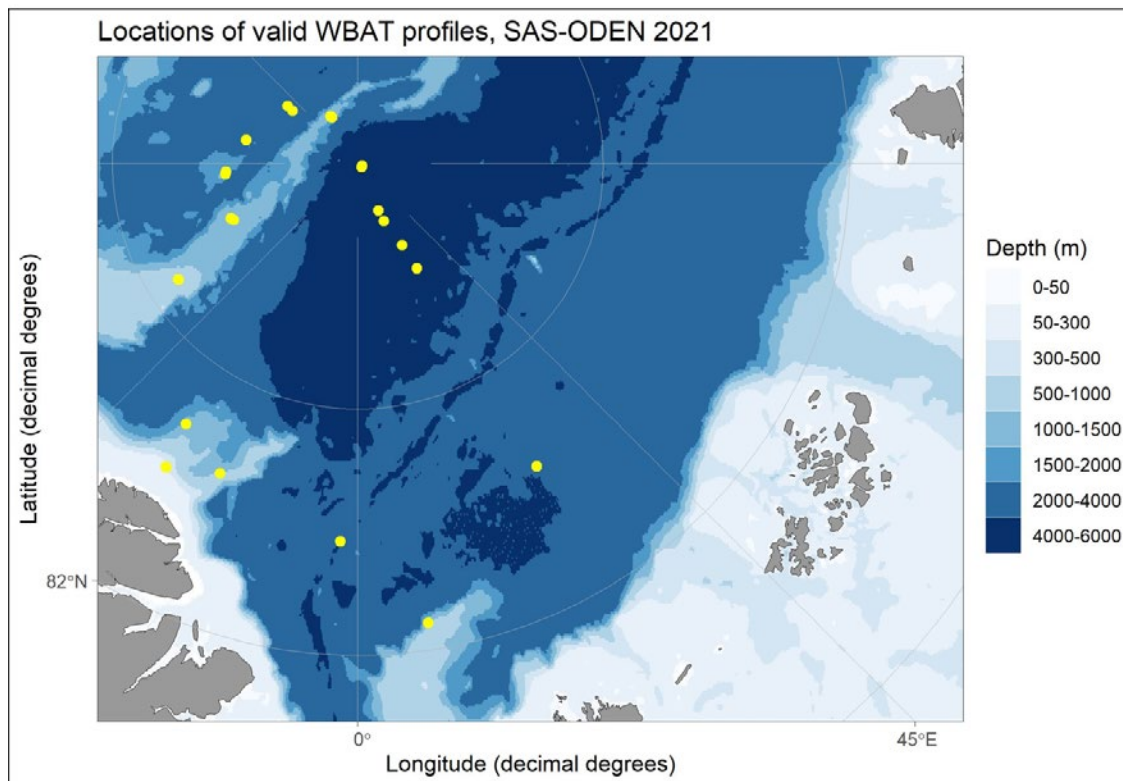 Locations of valid WBAT profiles, SAS-ODEN 2021
Latitude (decimal degrees)
82°N
0°
45°E
Longitude (decimal degrees)
Depth (m)
0-50
50-300
300-500
500-1000
1000-1500
1500-2000
2000-4000
4000-6000